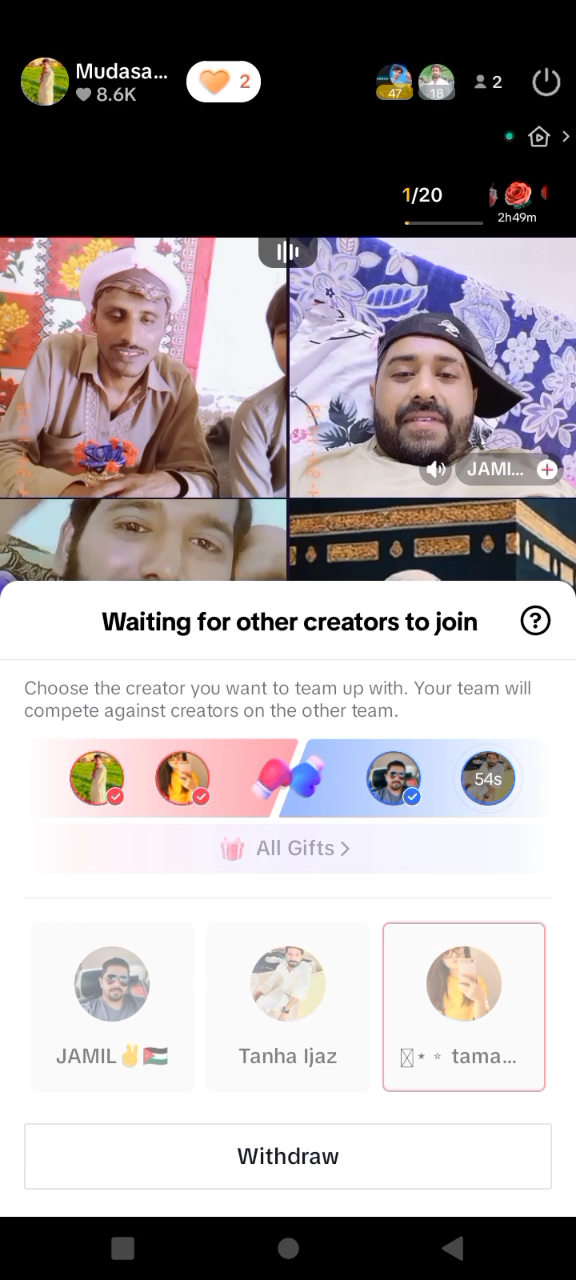 Mudasa...
8.6K
2
47
18
2
1/20
2h49m
JAMI...
Waiting for other creators to join
Choose the creator you want to team up with. Your team will
compete against creators on the other team.
54s
All Gifts
JAMIL✌️🇵🇸
Tanha Ijaz
⋆ ⭒ tama...
Withdraw